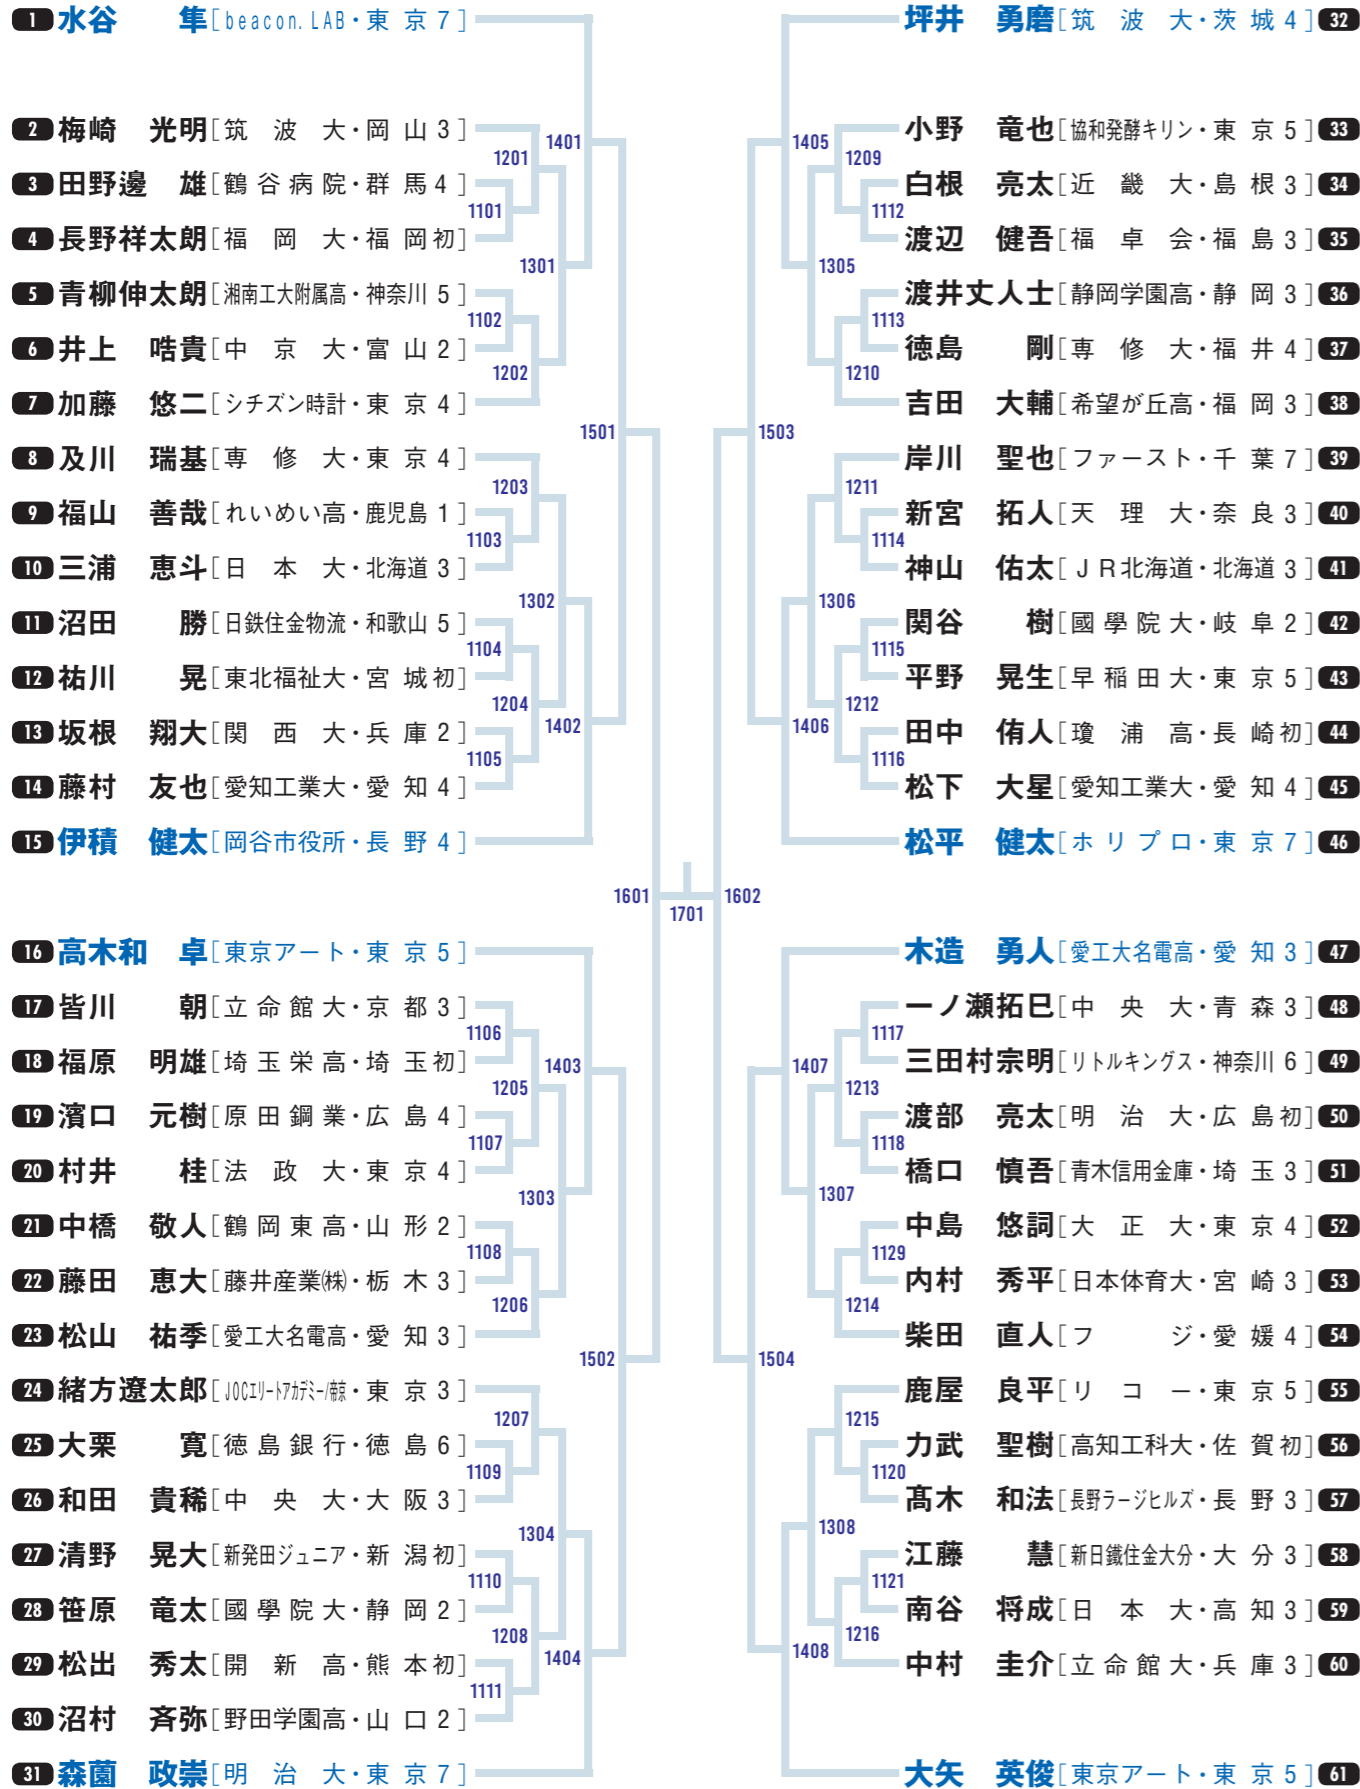 1 水谷 隼[beacon.LAB・東 京 7]
2 梅崎 光明[筑 波 大・岡 山 3]
1201
1401
3 田野邊 雄[鶴 谷 病 院・群 馬 4]
1101
4 長野祥太朗[福 岡 大・福 岡 初]
1301
5 青柳伸太朗[湘南工大附属高・神奈川 5]
1102
6 井上 晧貴[中 京 大・富 山 2]
1202
7 加藤 悠二[シチズン時計・東 京 4]
1501
8 及川 瑞基[専 修 大・東 京 4]
1203
9 福山 善哉[れいめい高・鹿児島 1]
1103
10 三浦 恵斗[日 本 大・北海道 3]
1302
11 沼田 勝[日鉄住金物流・和歌山 5]
1104
12 祐川 晃[東北福祉大・宮 城 初]
1204
1402
13 坂根 翔大[関 西 大・兵 庫 2]
1105
14 藤村 友也[愛知工業大・愛 知 4]
15 伊積 健太[岡谷市役所・長 野 4]
1601
1701
16 高木和 卓[東京アート・東 京 5]
17 皆川 朝[立 命 館 大・京 都 3]
1106
18 福原 明雄[埼 玉 栄 高・埼 玉 初]
1403
1205
19 濱口 元樹[原 田 鋼 業・広 島 4]
1107
20 村井 桂[法 政 大・東 京 4]
1303
21 中橋 敬人[鶴 岡 東 高・山 形 2]
1108
22 藤田 恵大[藤井産業㈱・栃 木 3]
1206
23 松山 祐季[愛工大名電高・愛 知 3]
1502
24 緒方遼太郎[JOCエリートアカデミー/帝京・東 京 3]
1207
25 大栗 寛[徳 島 銀 行・徳 島 6]
1109
26 和田 貴稀[中 央 大・大 阪 3]
1304
27 清野 晃大[新発田ジュニア・新 潟 初]
1110
28 笹原 竜太[國 學 院 大・静 岡 2]
1208
1404
29 松出 秀太[開 新 高・熊 本 初]
1111
30 沼村 斉弥[野田学園高・山 口 2]
31 森薗 政崇[明 治 大・東 京 7]
坪井 勇磨[筑 波 大・茨 城 4] 32
小野 竜也[協和発酵キリン・東 京 5] 33
1405
1209
白根 亮太[近 畿 大・島 根 3] 34
1112
渡辺 健吾[福 卓 会・福 島 3] 35
1305
渡井丈人士[静岡学園高・静 岡 3] 36
1113
徳島 剛[専 修 大・福 井 4] 37
1210
吉田 大輔[希望が丘高・福 岡 3] 38
1503
岸川 聖也[ファースト・千 葉 7] 39
1211
新宮 拓人[天 理 大・奈 良 3] 40
1114
神山 佑太[ＪＲ北海道・北海道 3] 41
1306
関谷 樹[國 學 院 大・岐 阜 2] 42
1115
平野 晃生[早 稲 田 大・東 京 5] 43
1212
1406
田中 侑人[瓊 浦 高・長 崎 初] 44
1116
松下 大星[愛知工業大・愛 知 4] 45
松平 健太[ホ リ プ ロ・東 京 7] 46
1602
木造 勇人[愛工大名電高・愛 知 3] 47
一ノ瀬拓巳[中 央 大・青 森 3] 48
1117
三田村宗明[リトルキングス・神奈川 6] 49
1407
1213
渡部 亮太[明 治 大・広 島 初] 50
1118
橋口 慎吾[青木信用金庫・埼 玉 3] 51
1307
中島 悠詞[大 正 大・東 京 4] 52
1129
内村 秀平[日本体育大・宮 崎 3] 53
1214
柴田 直人[フ ジ・愛 媛 4] 54
1504
鹿屋 良平[リ コ ー・東 京 5] 55
1215
力武 聖樹[高知工科大・佐 賀 初] 56
1120
髙木 和法[長野ラージヒルズ・長 野 3] 57
1308
江藤 慧[新日鐵住金大分・大 分 3] 58
1121
南谷 将成[日 本 大・高 知 3] 59
1216
1408
中村 圭介[立 命 館 大・兵 庫 3] 60
大矢 英俊[東京アート・東 京 5] 61